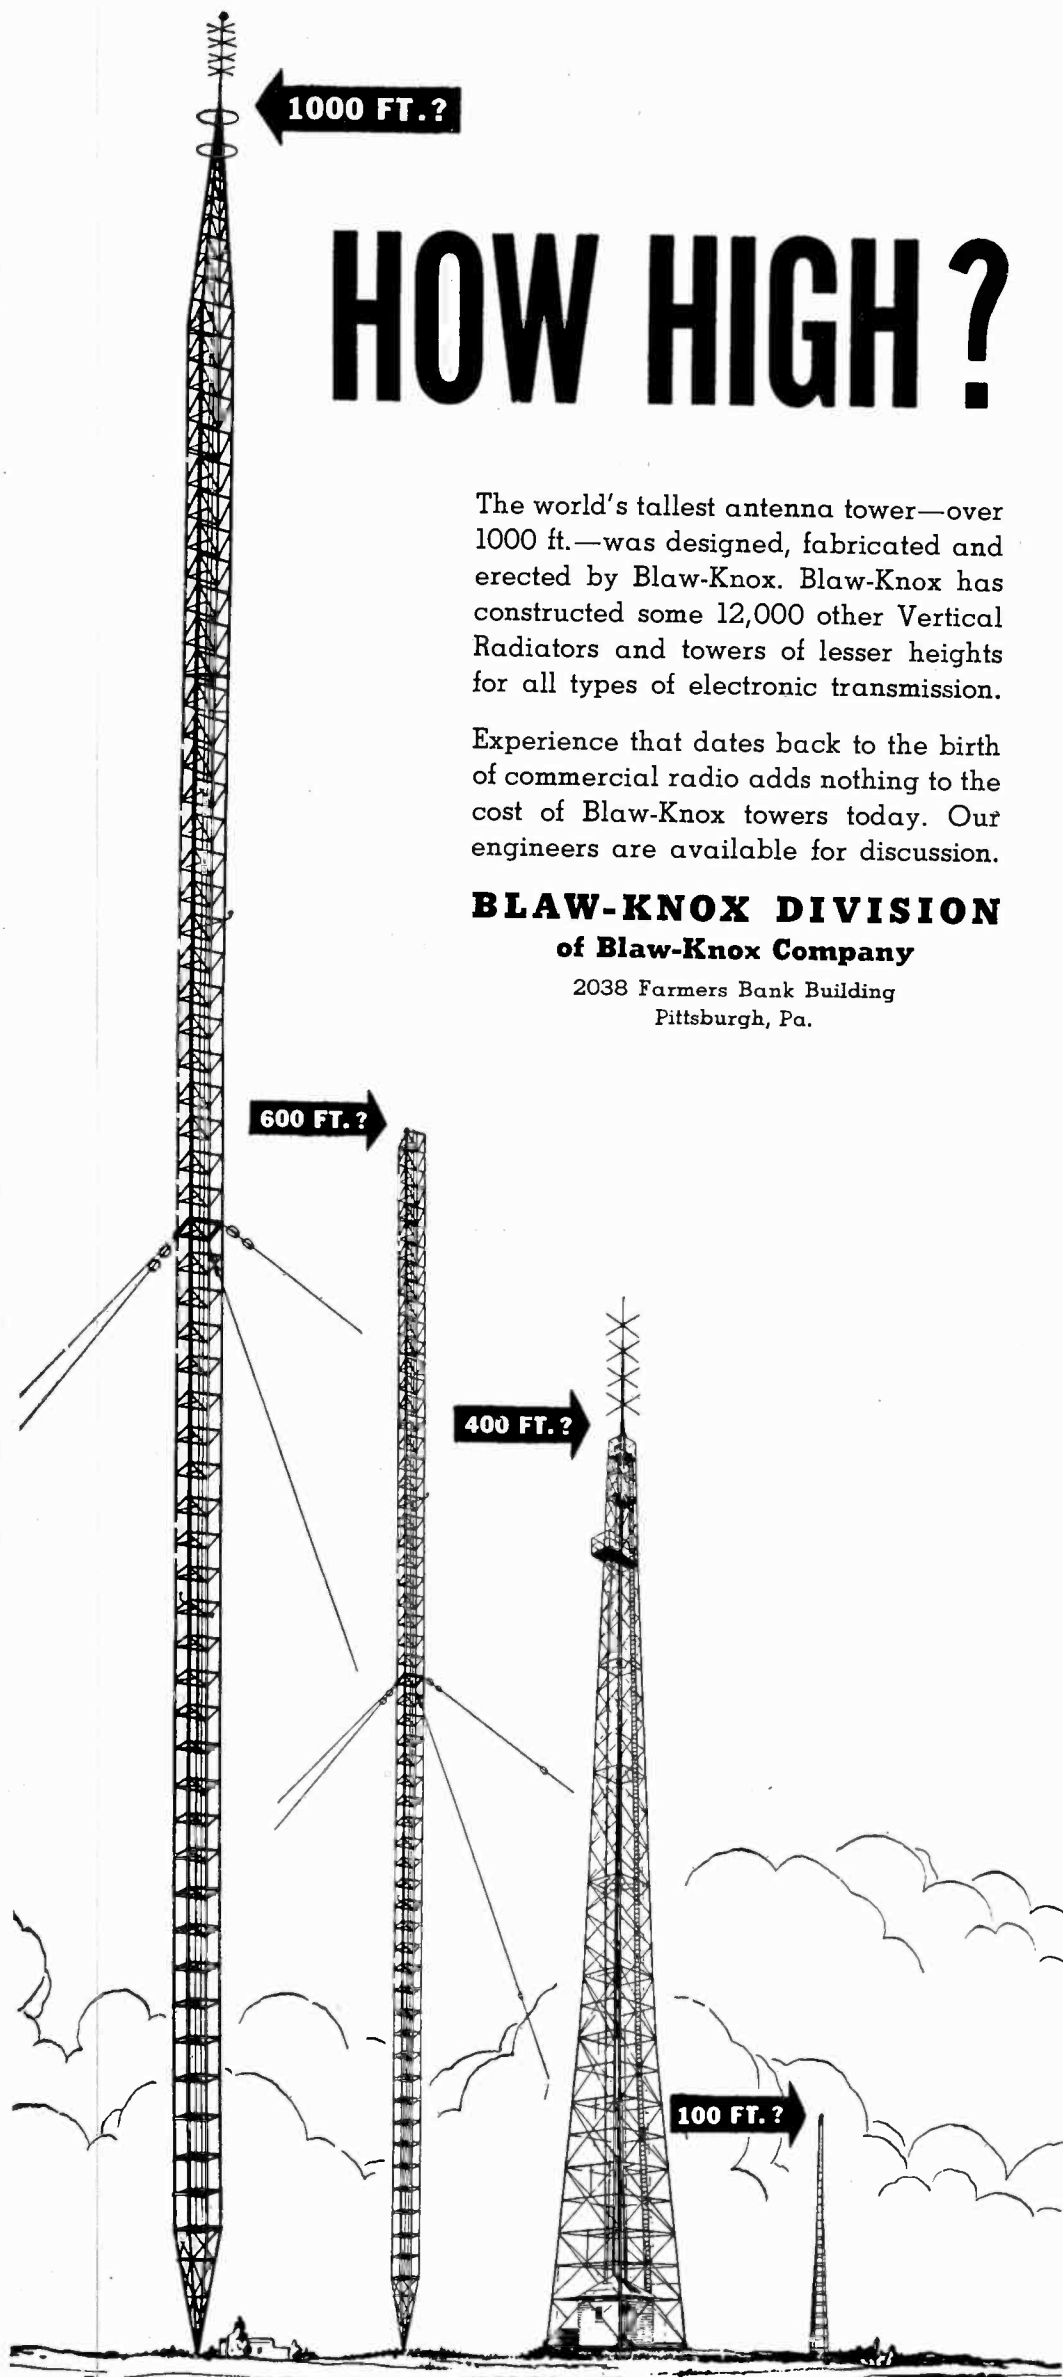 1000 FT.?
HOW HIGH?
The world's tallest antenna tower—over
1000 ft.—was designed, fabricated and
erected by Blaw-Knox. Blaw-Knox has
constructed some 12,000 other Vertical
Radiators and towers of lesser heights
for all types of electronic transmission.
Experience that dates back to the birth
of commercial radio adds nothing to the
cost of Blaw-Knox towers today. Our
engineers are available for discussion.
BLAW-KNOX DIVISION
of Blaw-Knox Company
2038 Farmers Bank Building
Pittsburgh, Pa.
600 FT.?
400 FT.?
100 FT.?